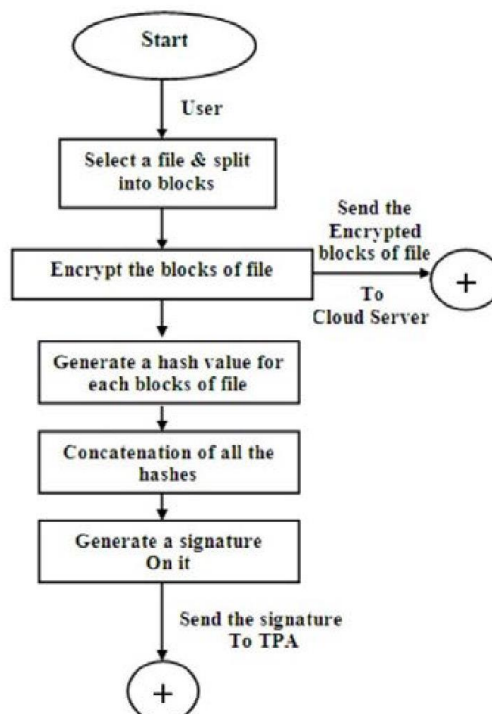 Start
User
Select a file & split
into blocks
Send the
Encrypted
blocks of file
Encrypt the blocks of file
+
To
Cloud Server
Generate a hash value for
each blocks of file
Concatenation of all the
hashes
Generate a signature
On it
Send the signature
To TPA
+